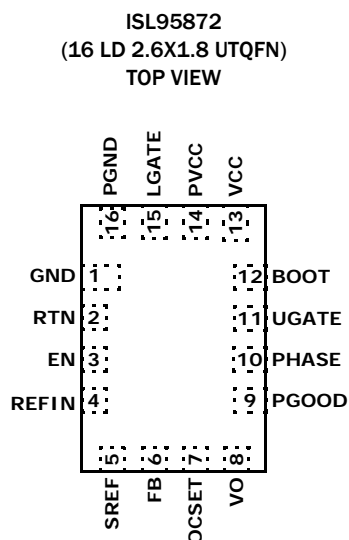 ISL95872
(16 LD 2.6X1.8 UTQFN)
TOP VIEW
PGND LGATE PVCC VCC
16 15 14 13
GND 1 12 BOOT
RTN 2 11 UGATE
EN 3 10 PHASE
REFIN 4 9 PGOOD
5 6 7 8
SREF FB OCSET VO